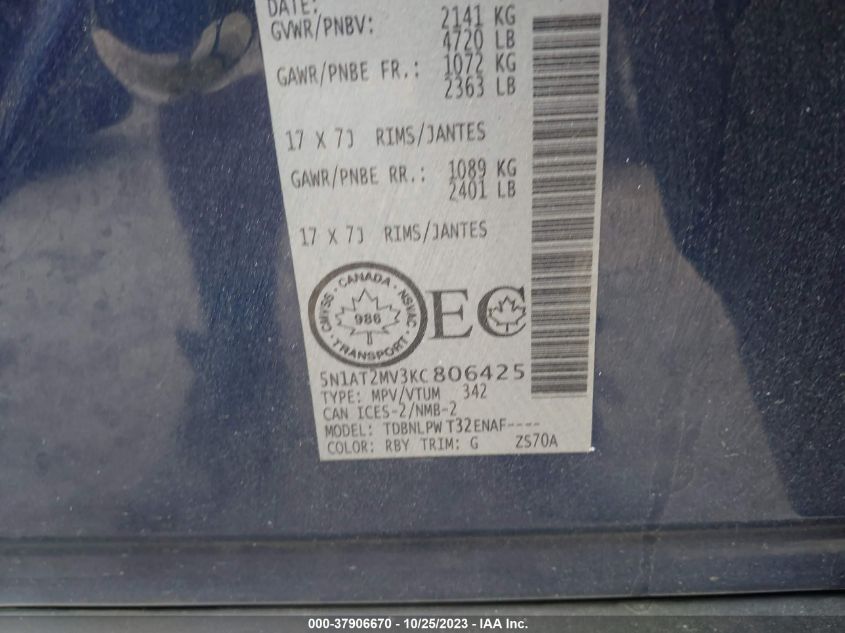 DATE:
GVWR/PNBV: 2141 KG
4720 LB
GAWR/PNBE FR.: 1072 KG
2363 LB
17 X 7J RIMS/JANTES
GAWR/PNBE RR.: 1089 KG
2401 LB
17 X 7J RIMS/JANTES
CANADA
CMVSS · NSVAC
986
TRANSPORT
EC
5N1AT2MV3KC806425
TYPE: MPV/VTUM 342
CAN ICES-2/NMB-2
MODEL: TDBNLPW T32ENAF----
COLOR: RBY TRIM: G ZS70A
000-37906670 - 10/25/2023 - IAA Inc.